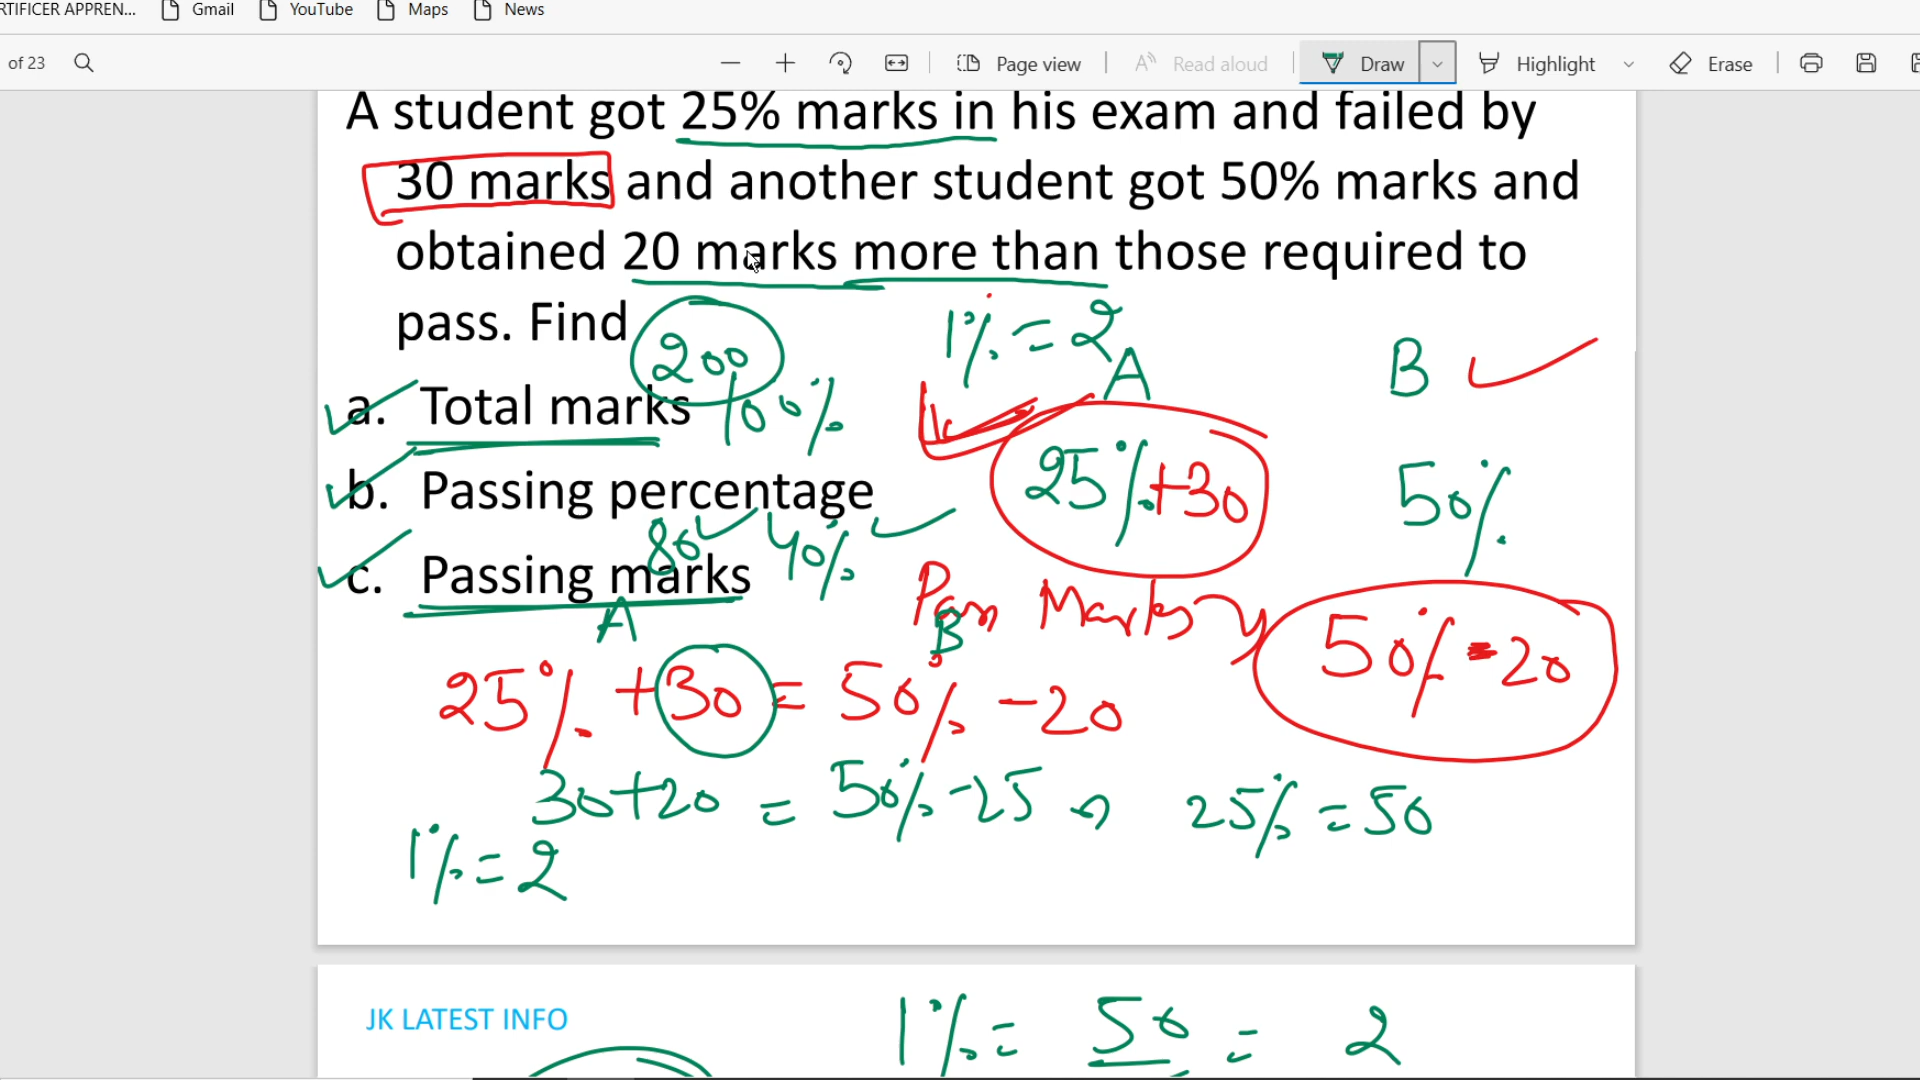 RTIFICER APPREN... Gmail YouTube Maps News
of 23 Page view Read aloud Draw Highlight Erase
A student got 25% marks in his exam and failed by
30 marks and another student got 50% marks and
obtained 20 marks more than those required to
pass. Find
200
1% = 2
A
B
a. Total marks 100%
25% +30
50%
b. Passing percentage
80 40%
c. Passing marks
Pass Marks
50% - 20
A
B
25% + 30 = 50% - 20
30+20 = 50% - 25
25% = 50
1% = 2
JK LATEST INFO
1% = 50 = 2